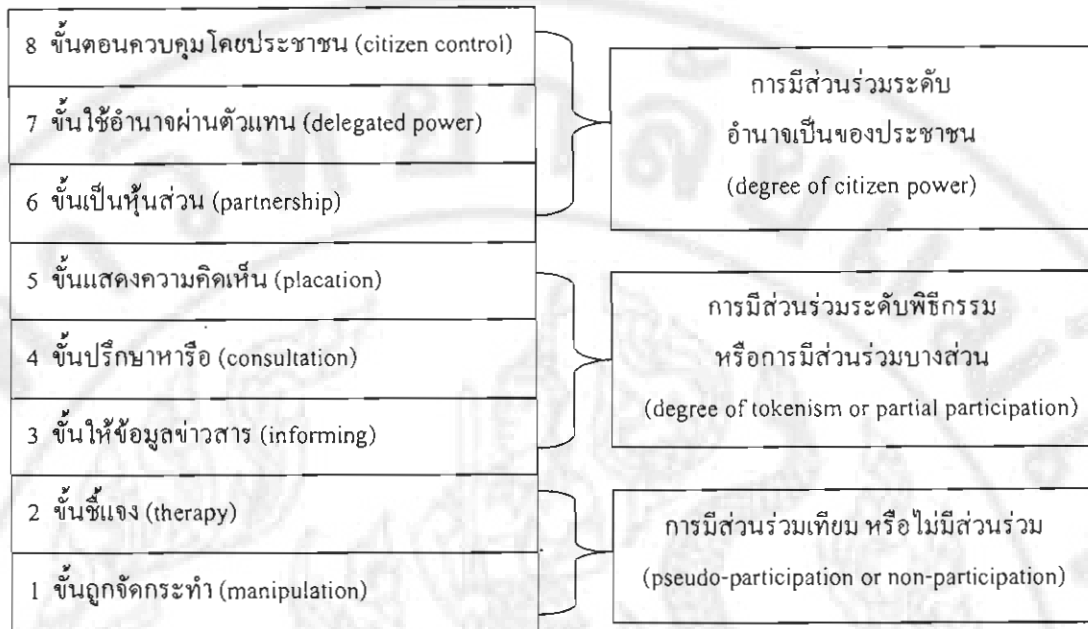 8 ขั้นตอนควบคุมโดยประชาชน (citizen control)
7 ขั้นใช้อำนาจผ่านตัวแทน (delegated power)
6 ขั้นเป็นหุ้นส่วน (partnership)
5 ขั้นแสดงความคิดเห็น (placation)
4 ขั้นปรึกษาหารือ (consultation)
3 ขั้นให้ข้อมูลข่าวสาร (informing)
2 ขั้นชี้แจง (therapy)
1 ขั้นถูกจัดกระทำ (manipulation)
การมีส่วนร่วมระดับ
อำนาจเป็นของประชาชน
(degree of citizen power)
การมีส่วนร่วมระดับพิธีกรรม
หรือการมีส่วนร่วมบางส่วน
(degree of tokenism or partial participation)
การมีส่วนร่วมเทียม หรือไม่มีส่วนร่วม
(pseudo-participation or non-participation)